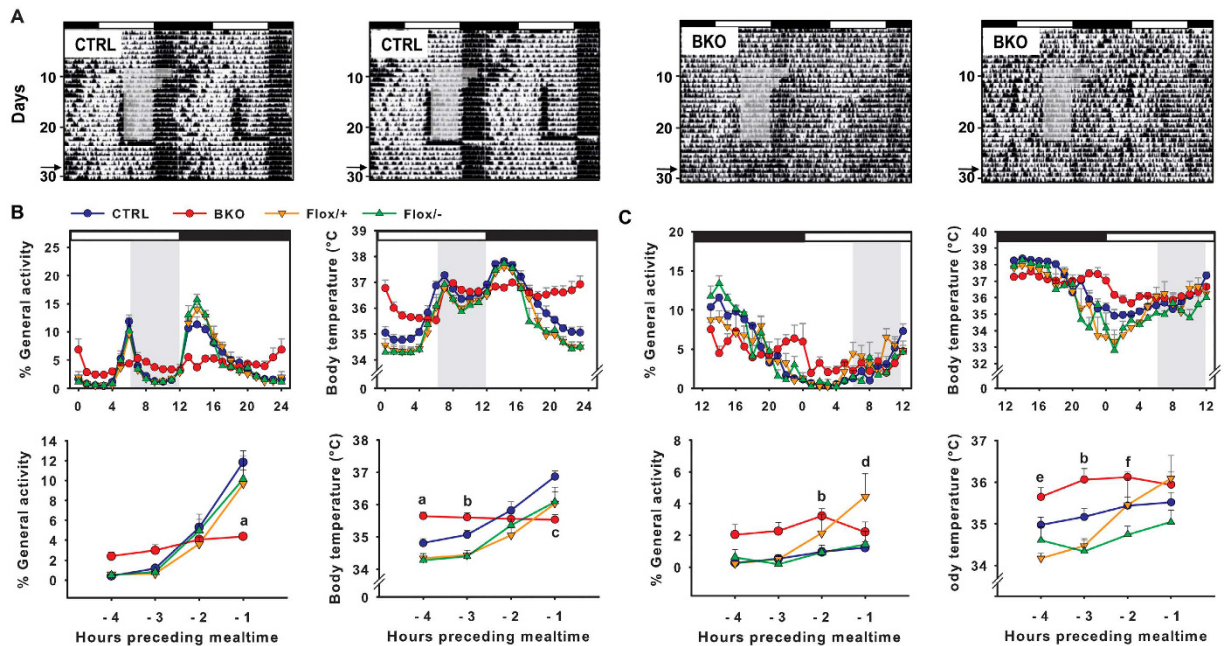 A
CTRL
CTRL
BKO
BKO
Days
10
20
30
10
20
30
10
20
30
10
20
30
B
CTRL
BKO
Flox/+
Flox/-
C
% General activity
25
20
15
10
5
0
0 4 8 12 16 20 24
Body temperature (°C)
39
38
37
36
35
34
0
0 4 8 12 16 20 24
% General activity
20
15
10
5
0
12 16 20 0 4 8 12
Body temperature (°C)
40
39
38
37
36
35
34
33
32
0
12 16 20 0 4 8 12
% General activity
14
12
10
8
6
4
2
0
a
- 4 - 3 - 2 - 1
Hours preceding mealtime
Body temperature (°C)
38
37
36
35
34
0
a b c
- 4 - 3 - 2 - 1
Hours preceding mealtime
% General activity
8
6
4
2
0
b d
- 4 - 3 - 2 - 1
Hours preceding mealtime
ody temperature (°C)
37
36
35
34
0
e b f
- 4 - 3 - 2 - 1
Hours preceding mealtime